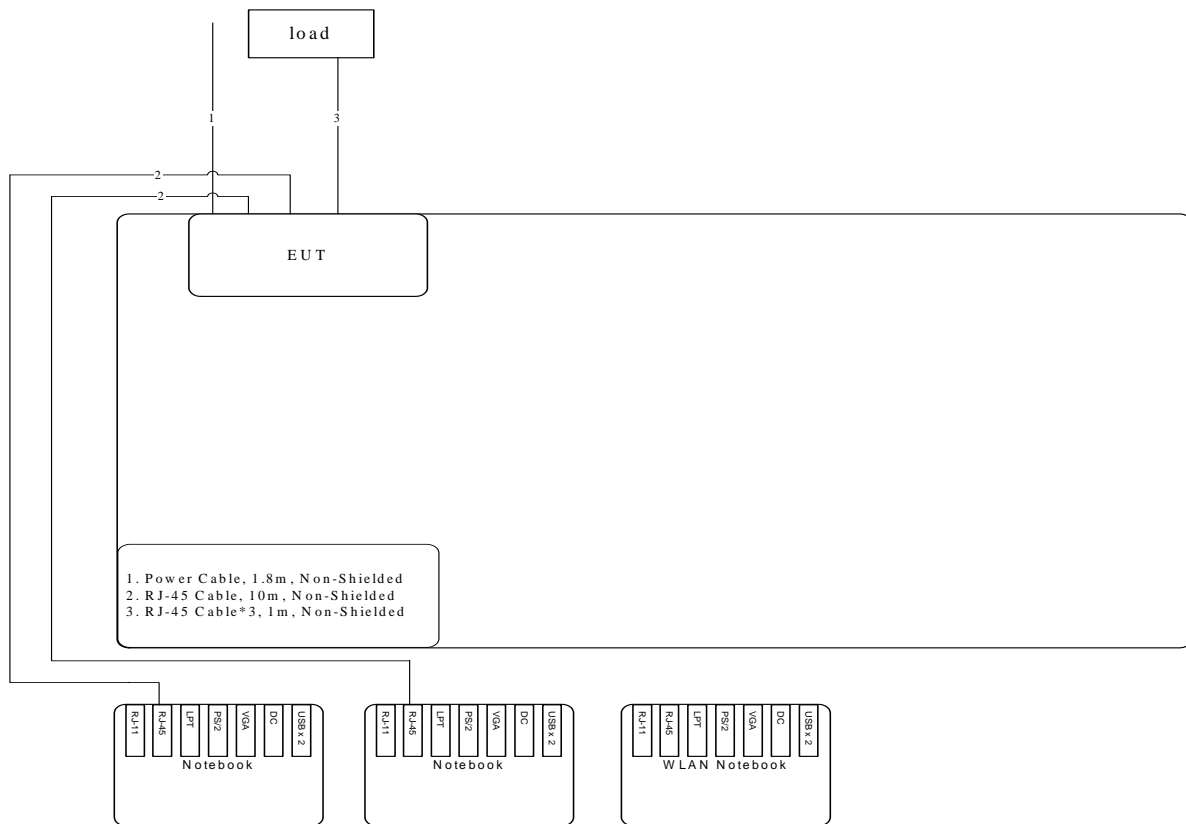 load
1
3
2
2
EUT
1. Power Cable, 1.8m, Non-Shielded
2. RJ-45 Cable, 10m, Non-Shielded
3. RJ-45 Cable*3, 1m, Non-Shielded
RJ-11
RJ-45
LPT
PS/2
VGA
DC
USB x 2
Notebook
RJ-11
RJ-45
LPT
PS/2
VGA
DC
USB x 2
Notebook
RJ-11
RJ-45
LPT
PS/2
VGA
DC
USB x 2
WLAN Notebook